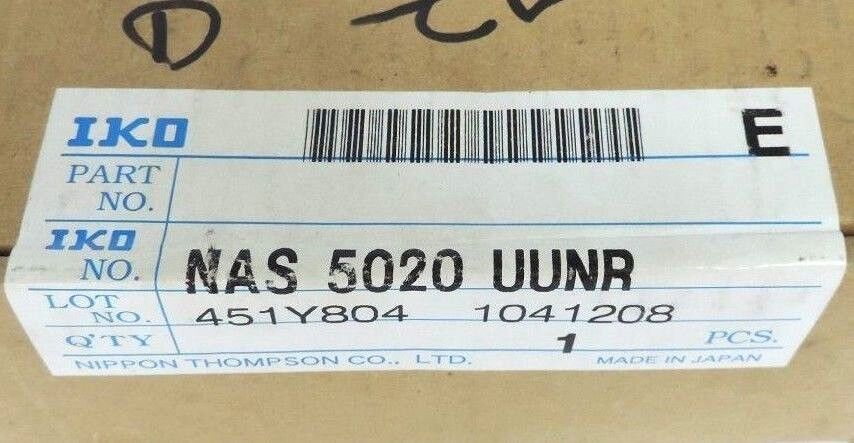 D
IKO E
PART NO.
IKO NO. NAS 5020 UUNR
LOT NO. 451Y804 1041208
Q'TY 1 PCS.
NIPPON THOMPSON CO., LTD. MADE IN JAPAN